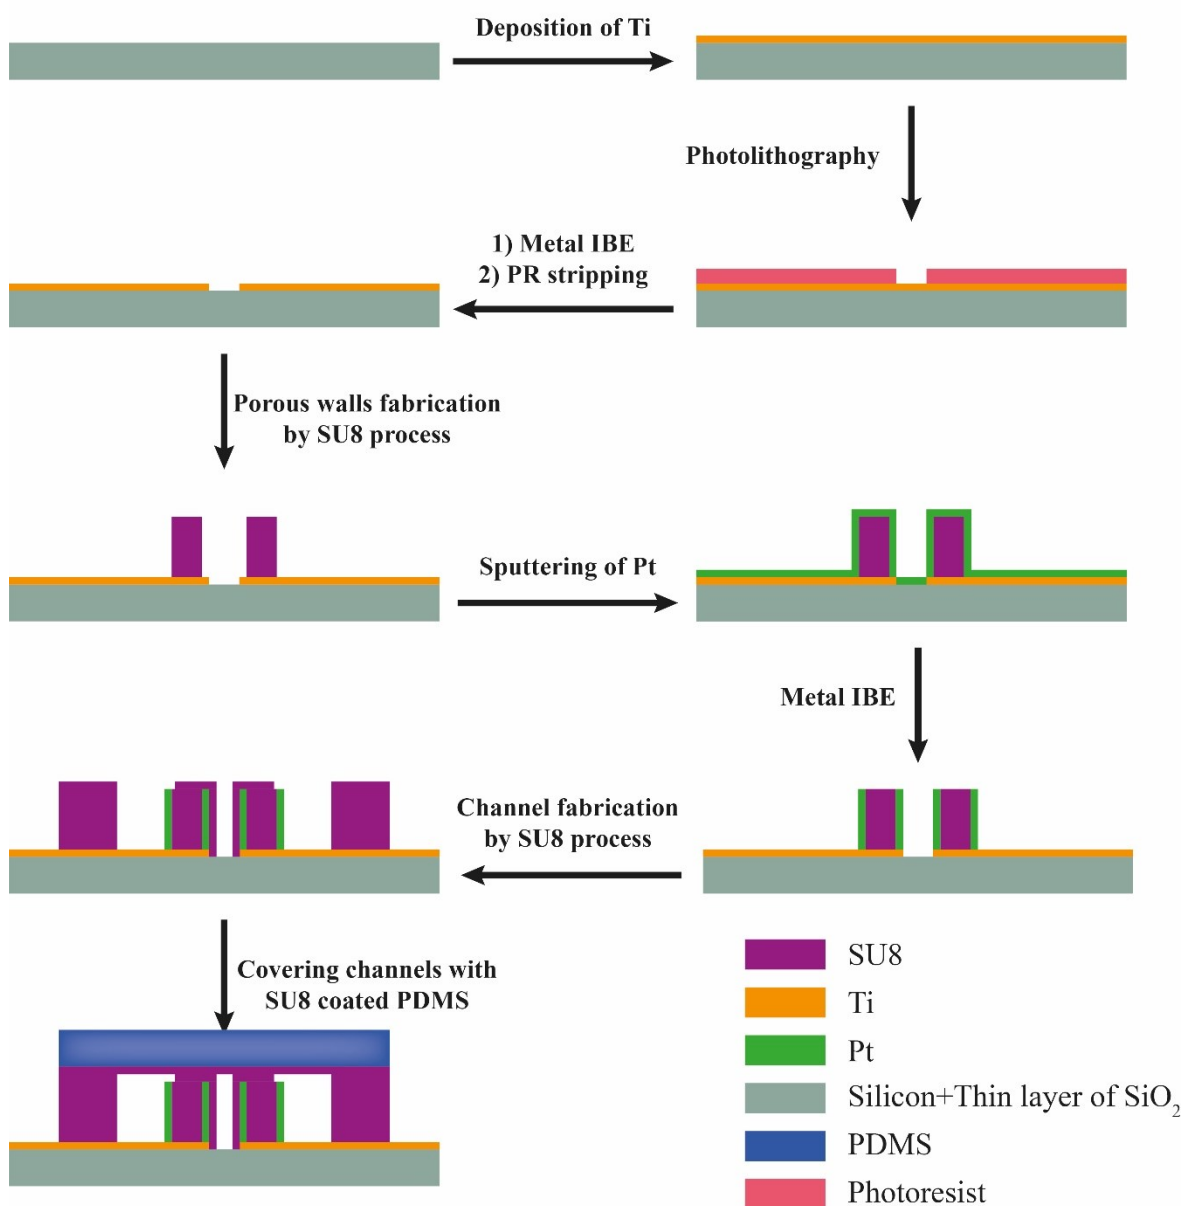 Deposition of Ti
Photolithography
1) Metal IBE
2) PR stripping
Porous walls fabrication
by SU8 process
Sputtering of Pt
Metal IBE
Channel fabrication
by SU8 process
Covering channels with
SU8 coated PDMS
SU8
Ti
Pt
Silicon+Thin layer of SiO₂
PDMS
Photoresist